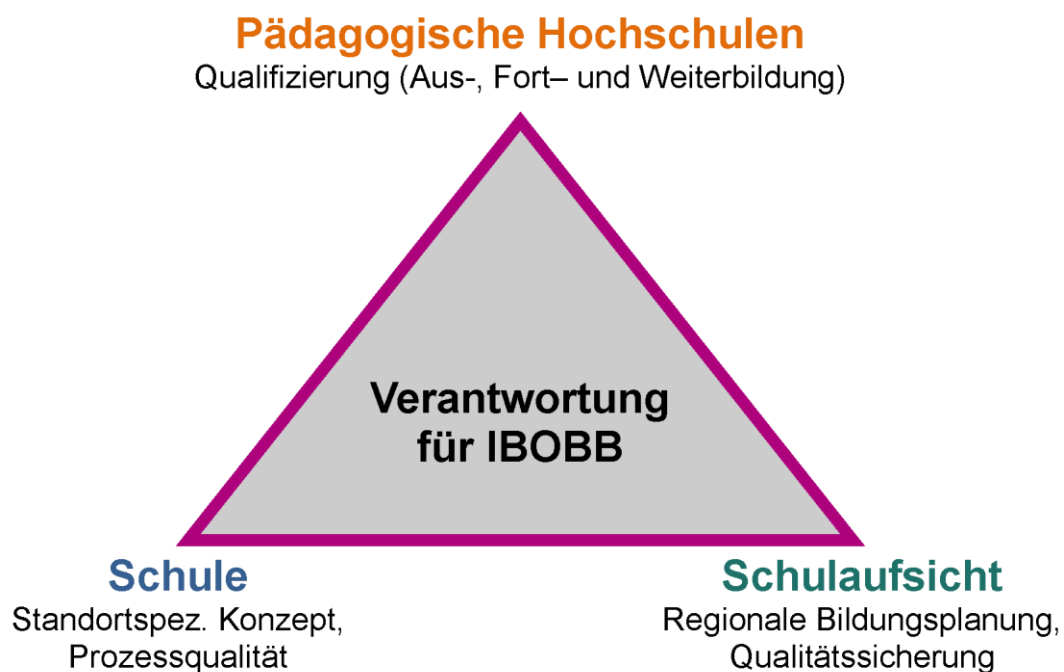 Pädagogische Hochschulen
Qualifizierung (Aus-, Fort– und Weiterbildung)
Verantwortung
für IBOBB
Schule
Standortspez. Konzept,
Prozessqualität
Schulaufsicht
Regionale Bildungsplanung,
Qualitätssicherung